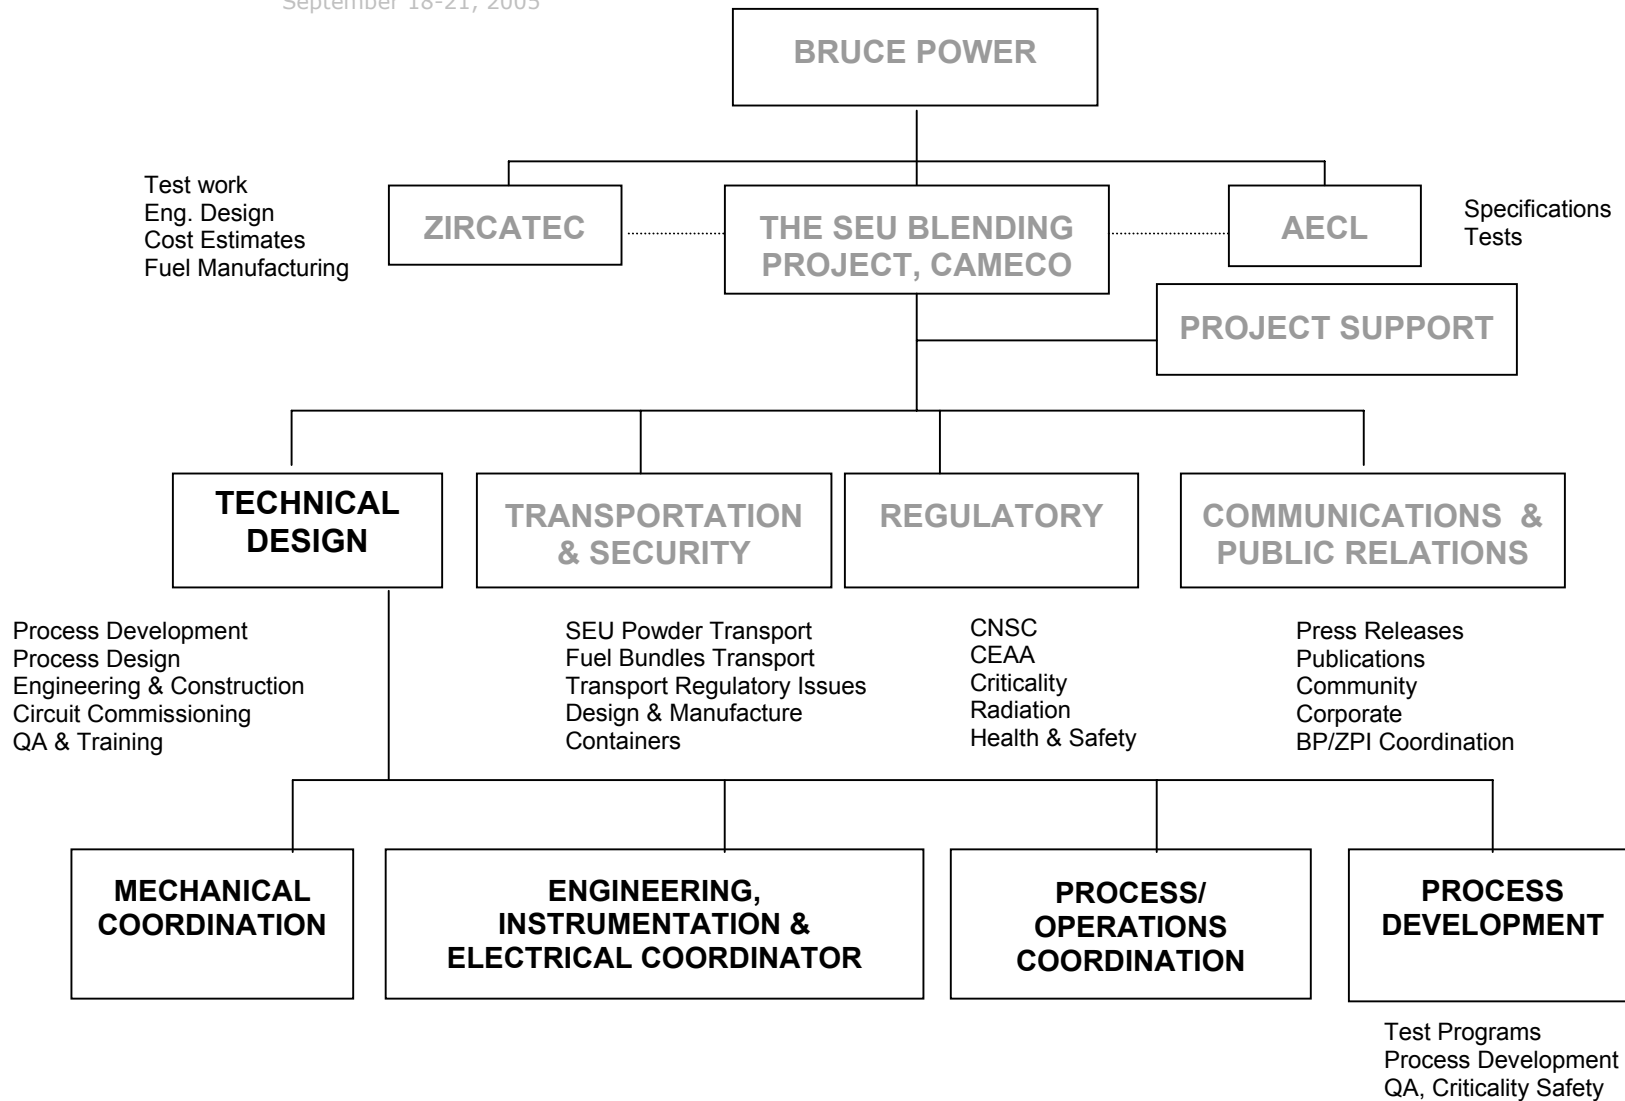 September 18-21, 2005
BRUCE POWER
Test work
Eng. Design
Cost Estimates
Fuel Manufacturing
ZIRCATEC
THE SEU BLENDING
PROJECT, CAMECO
AECL
Specifications
Tests
PROJECT SUPPORT
TECHNICAL
DESIGN
TRANSPORTATION
& SECURITY
REGULATORY
COMMUNICATIONS &
PUBLIC RELATIONS
Process Development
Process Design
Engineering & Construction
Circuit Commissioning
QA & Training
SEU Powder Transport
Fuel Bundles Transport
Transport Regulatory Issues
Design & Manufacture
Containers
CNSC
CEAA
Criticality
Radiation
Health & Safety
Press Releases
Publications
Community
Corporate
BP/ZPI Coordination
MECHANICAL
COORDINATION
ENGINEERING,
INSTRUMENTATION &
ELECTRICAL COORDINATOR
PROCESS/
OPERATIONS
COORDINATION
PROCESS
DEVELOPMENT
Test Programs
Process Development
QA, Criticality Safety